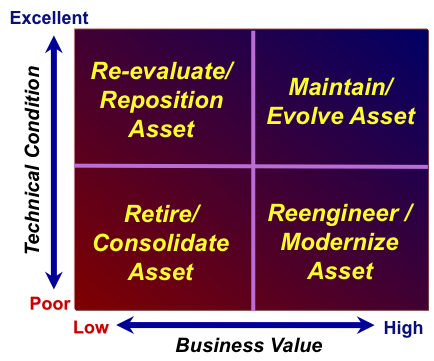 Excellent
Technical Condition
Re-evaluate/
Reposition
Asset
Maintain/
Evolve Asset
Retire/
Consolidate
Asset
Reengineer /
Modernize
Asset
Poor
Low
High
Business Value